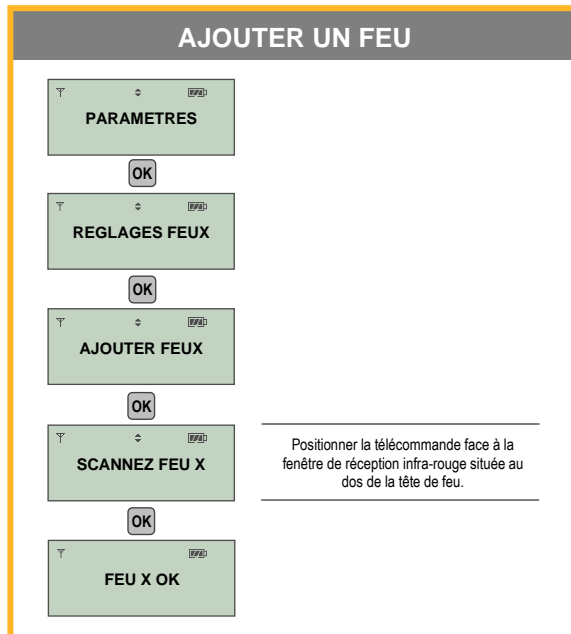 AJOUTER UN FEU
PARAMETRES
OK
REGLAGES FEUX
OK
AJOUTER FEUX
OK
SCANNEZ FEU X
Positionner la télécommande face à la
fenêtre de réception infra-rouge située au
dos de la tête de feu.
OK
FEU X OK